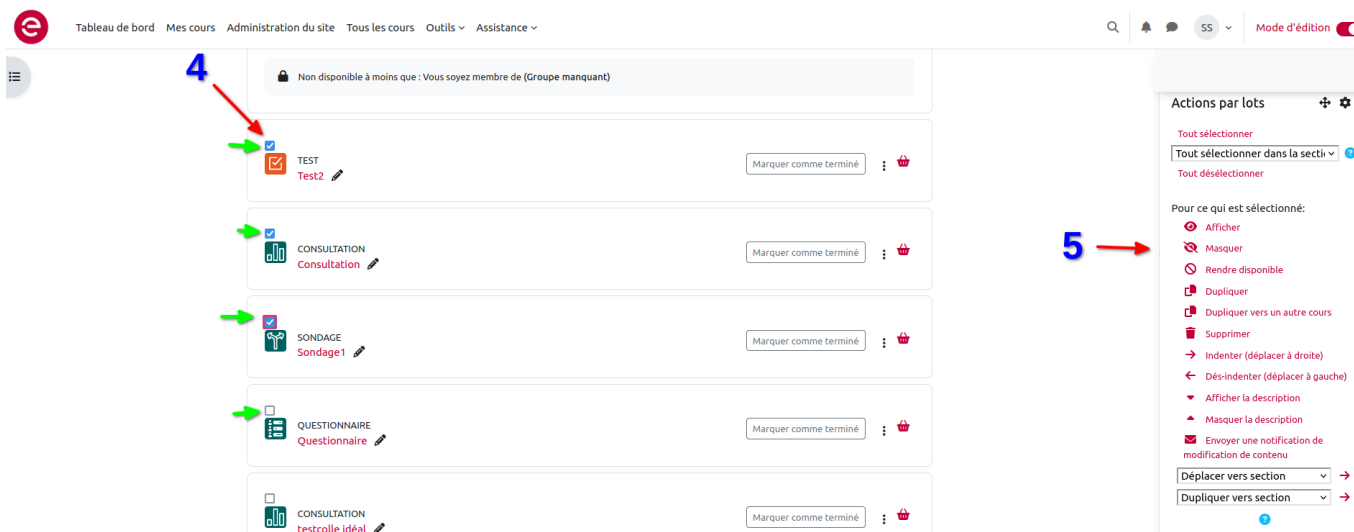 Tableau de bord Mes cours Administration du site Tous les cours Outils Assistance
SS
Mode d'édition
4
Non disponible à moins que : Vous soyez membre de (Groupe manquant)
TEST
Test2
Marquer comme terminé
CONSULTATION
Consultation
Marquer comme terminé
SONDAGE
Sondage1
Marquer comme terminé
QUESTIONNAIRE
Questionnaire
Marquer comme terminé
CONSULTATION
testcolle idéal
Marquer comme terminé
Actions par lots
Tout sélectionner
Tout sélectionner dans la secti
?
Tout désélectionner
Pour ce qui est sélectionné:
5
Afficher
Masquer
Rendre disponible
Dupliquer
Dupliquer vers un autre cours
Supprimer
Indenter (déplacer à droite)
Dés-indenter (déplacer à gauche)
Afficher la description
Masquer la description
Envoyer une notification de
modification de contenu
Déplacer vers section
Dupliquer vers section
?